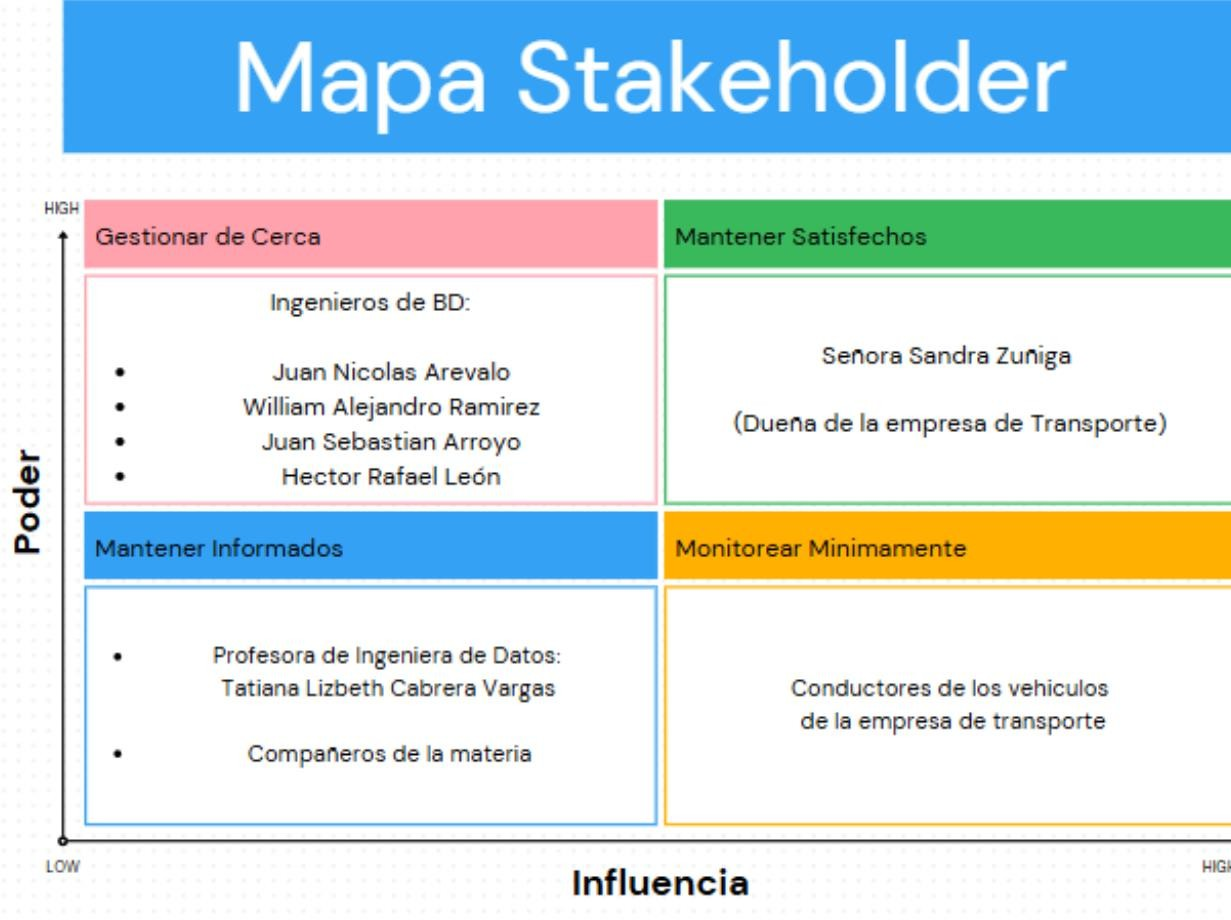 Mapa Stakeholder
HIGH
Gestionar de Cerca
Mantener Satisfechos
Ingenieros de BD:
• Juan Nicolas Arevalo
• William Alejandro Ramirez
• Juan Sebastian Arroyo
• Hector Rafael León
Señora Sandra Zuñiga
(Dueña de la empresa de Transporte)
Poder
Mantener Informados
Monitorear Minimamente
• Profesora de Ingeniera de Datos:
Tatiana Lizbeth Cabrera Vargas
• Compañeros de la materia
Conductores de los vehiculos
de la empresa de transporte
LOW
Influencia
HIGH